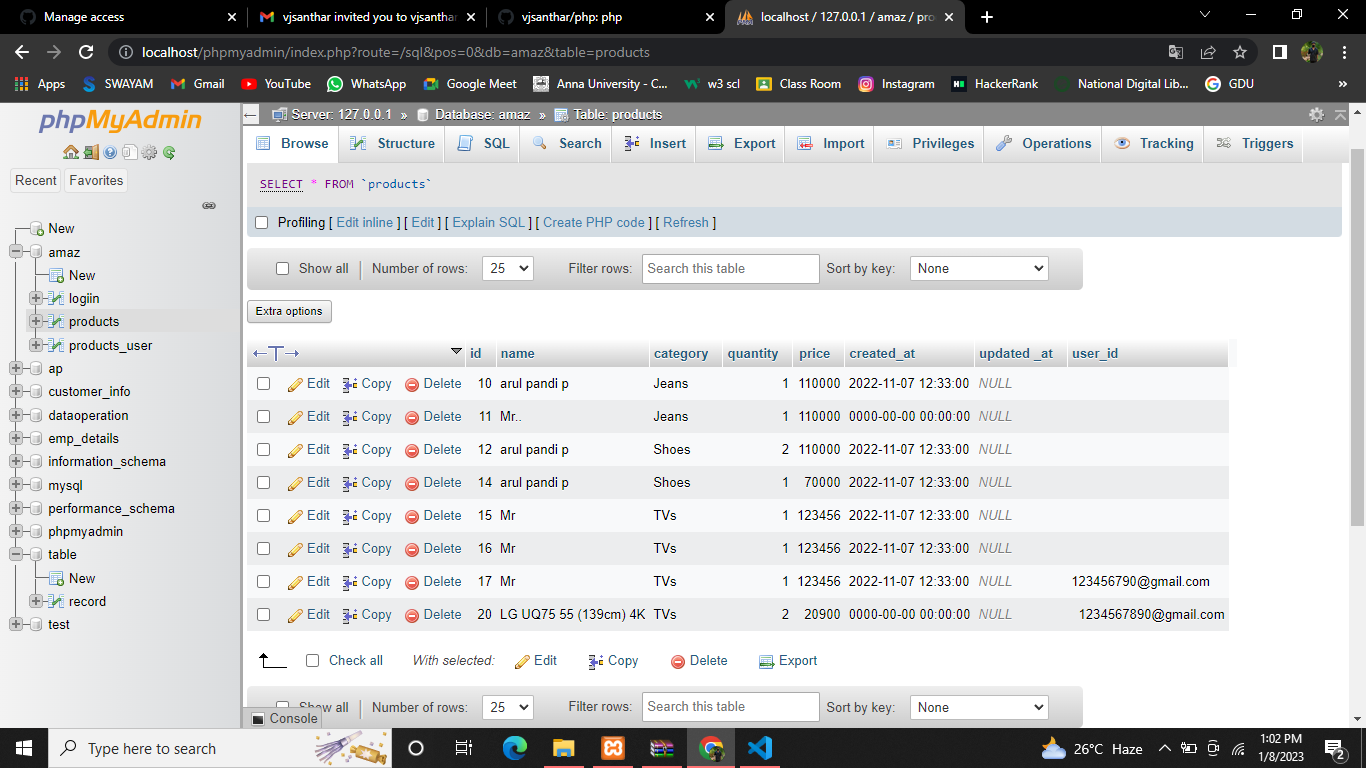 Manage access
vjsanthar invited you to vjsanthar
vjsanthar/php: php
localhost / 127.0.0.1 / amaz / pro
localhost/phpmyadmin/index.php?route=/sql&pos=0&db=amaz&table=products
Apps SWAYAM Gmail YouTube WhatsApp Google Meet Anna University - C... w3 scl Class Room Instagram HackerRank National Digital Lib... GDU »
phpMyAdmin
Recent Favorites
New
amaz
New
logiin
products
products_user
ap
customer_info
dataoperation
emp_details
information_schema
mysql
performance_schema
phpmyadmin
table
New
record
test
Server: 127.0.0.1 » Database: amaz » Table: products
Browse Structure SQL Search Insert Export Import Privileges Operations Tracking Triggers
SELECT * FROM `products`
Profiling [ Edit inline ] [ Edit ] [ Explain SQL ] [ Create PHP code ] [ Refresh ]
Show all Number of rows: 25 Filter rows: Search this table Sort by key: None
Extra options
id name category quantity price created_at updated _at user_id
Edit Copy Delete 10 arul pandi p Jeans 1 110000 2022-11-07 12:33:00 NULL
Edit Copy Delete 11 Mr.. Jeans 1 110000 0000-00-00 00:00:00 NULL
Edit Copy Delete 12 arul pandi p Shoes 2 110000 2022-11-07 12:33:00 NULL
Edit Copy Delete 14 arul pandi p Shoes 1 70000 2022-11-07 12:33:00 NULL
Edit Copy Delete 15 Mr TVs 1 123456 2022-11-07 12:33:00 NULL
Edit Copy Delete 16 Mr TVs 1 123456 2022-11-07 12:33:00 NULL
Edit Copy Delete 17 Mr TVs 1 123456 2022-11-07 12:33:00 NULL 123456790@gmail.com
Edit Copy Delete 20 LG UQ75 55 (139cm) 4K TVs 2 20900 0000-00-00 00:00:00 NULL 1234567890@gmail.com
Check all With selected: Edit Copy Delete Export
Show all Number of rows: 25 Filter rows: Search this table Sort by key: None
Console
Type here to search
26°C Haze
1:02 PM
1/8/2023
2